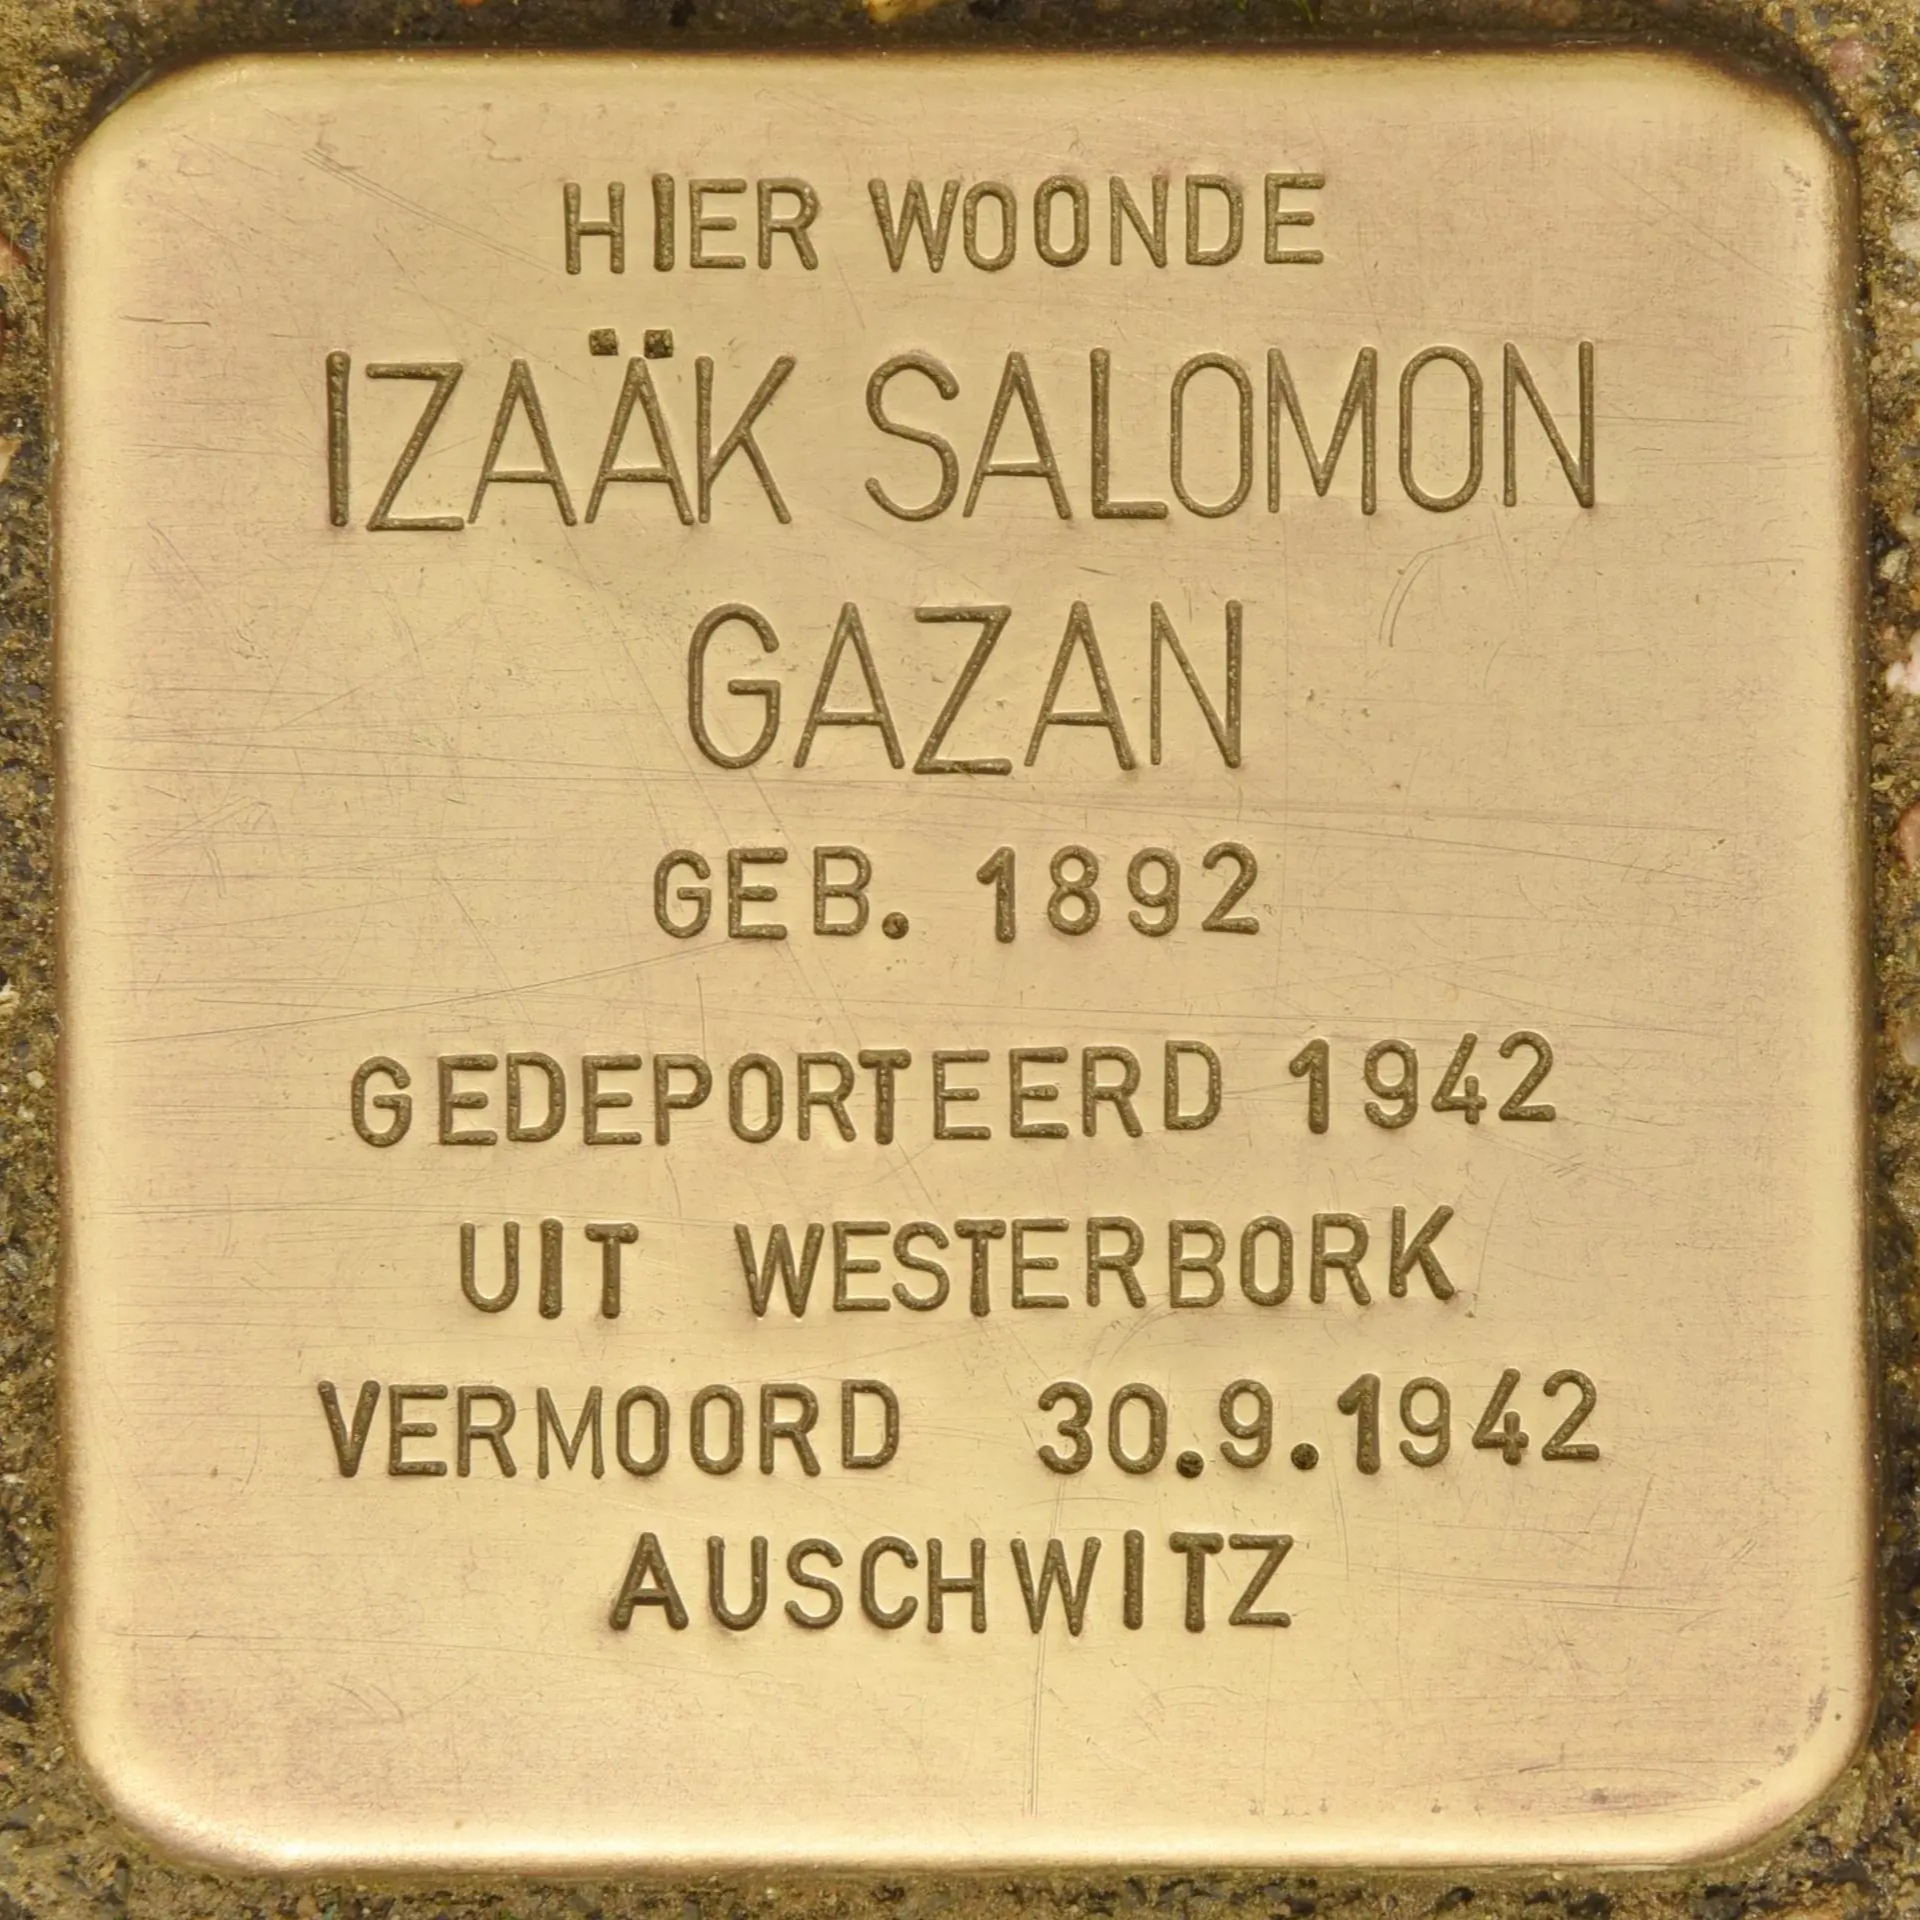 HIER WOONDE
IZAÄK SALOMON
GAZAN
GEB. 1892
GEDEPORTEERD 1942
UIT WESTERBORK
VERMOORD 30.9.1942
AUSCHWITZ